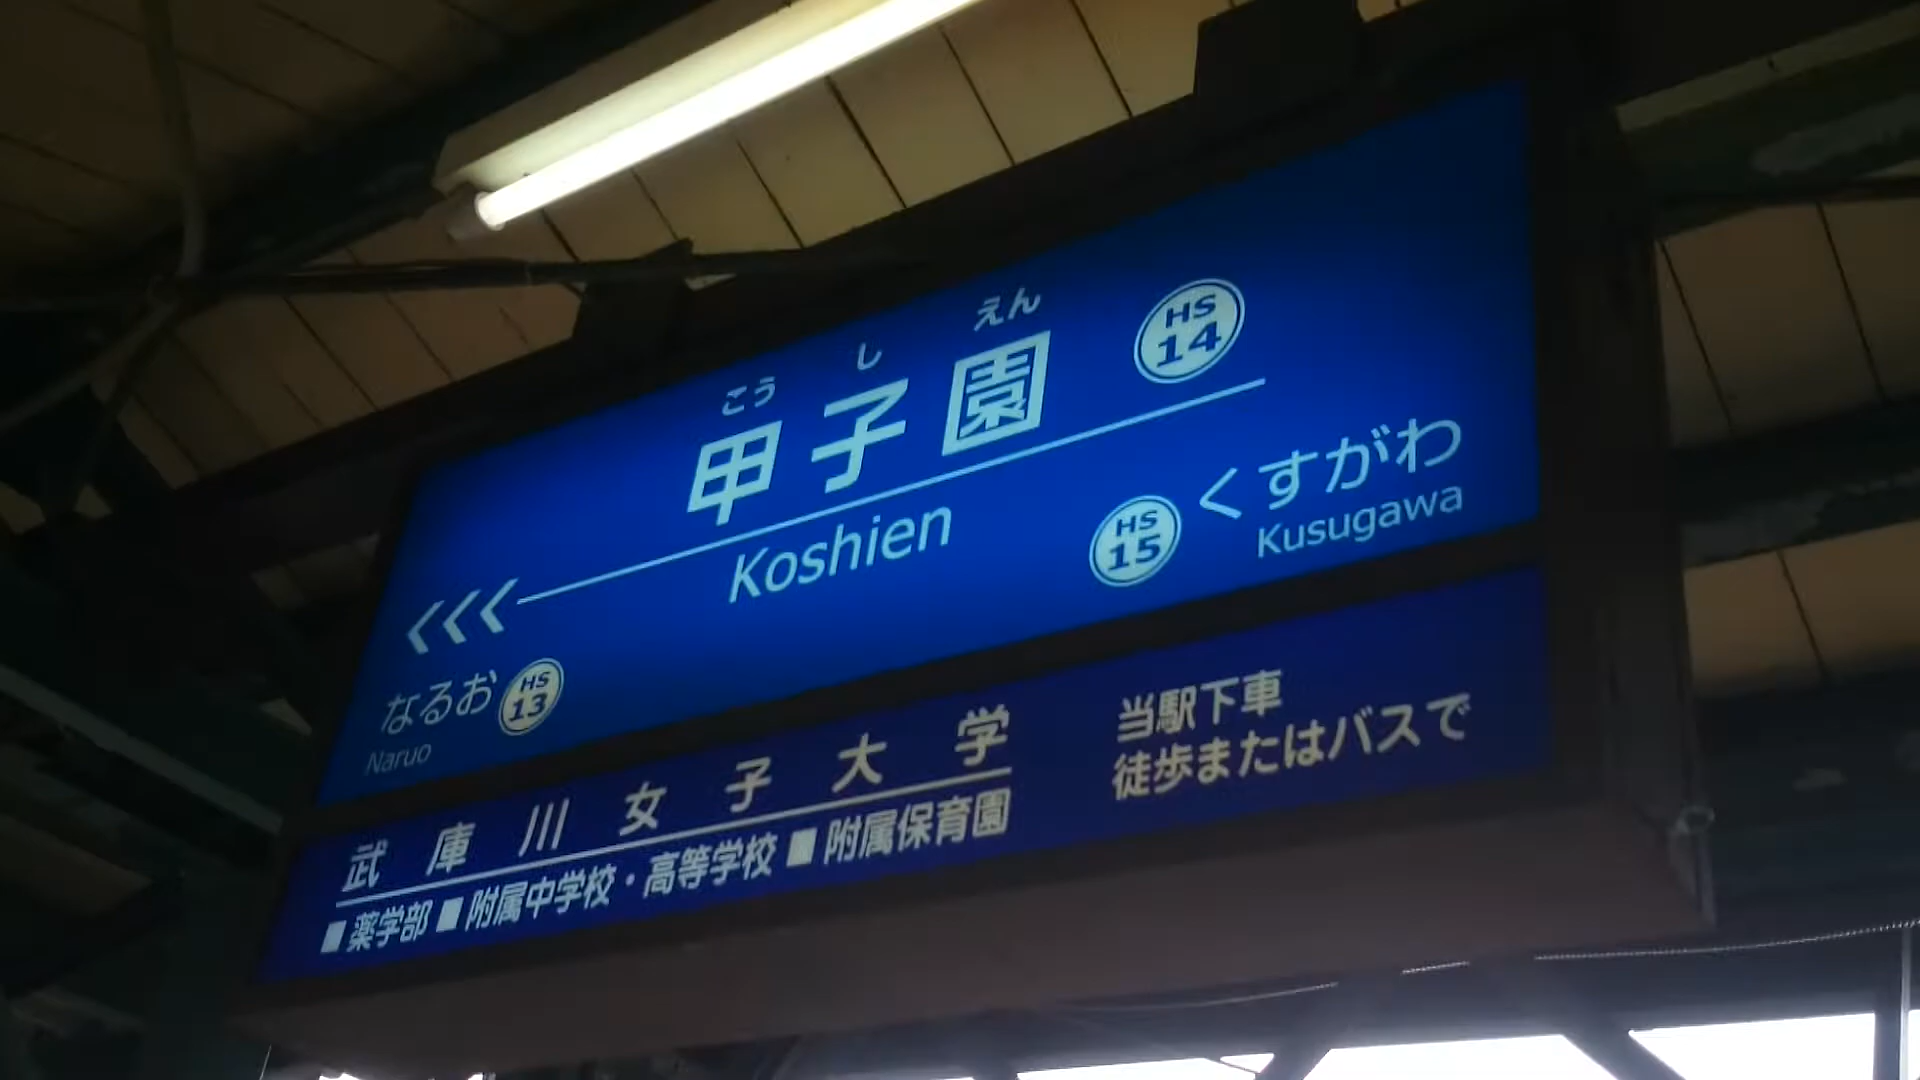 こう し えん
甲子園
HS
14
Koshien
くすがわ
HS
15
Kusugawa
<<<
なるお
HS
13
Naruo
武庫川女子大学
■薬学部■附属中学校・高等学校■附属保育園
当駅下車
徒歩またはバスで